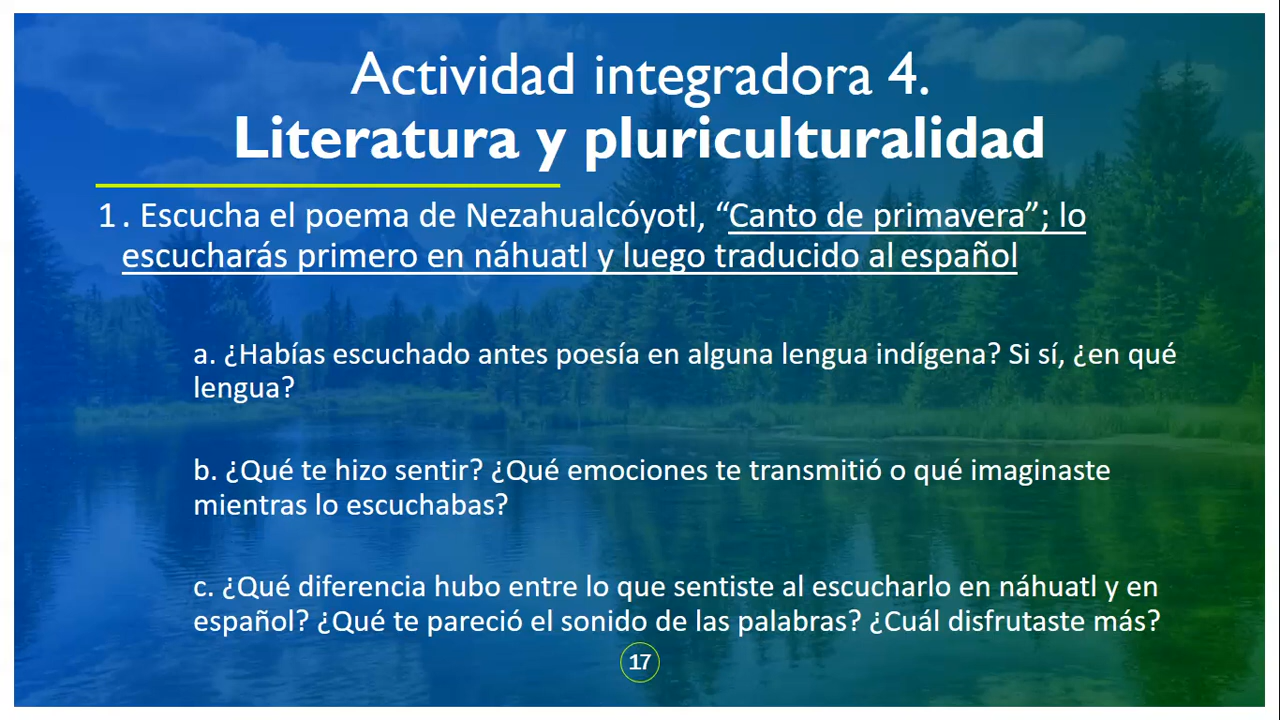 Actividad integradora 4.
Literatura y pluriculturalidad
1. Escucha el poema de Nezahualcóyotl, “Canto de primavera”; lo
escucharás primero en náhuatl y luego traducido al español
a. ¿Habías escuchado antes poesía en alguna lengua indígena? Si sí, ¿en qué
lengua?
b. ¿Qué te hizo sentir? ¿Qué emociones te transmitió o qué imaginaste
mientras lo escuchabas?
c. ¿Qué diferencia hubo entre lo que sentiste al escucharlo en náhuatl y en
español? ¿Qué te pareció el sonido de las palabras? ¿Cuál disfrutaste más?
17